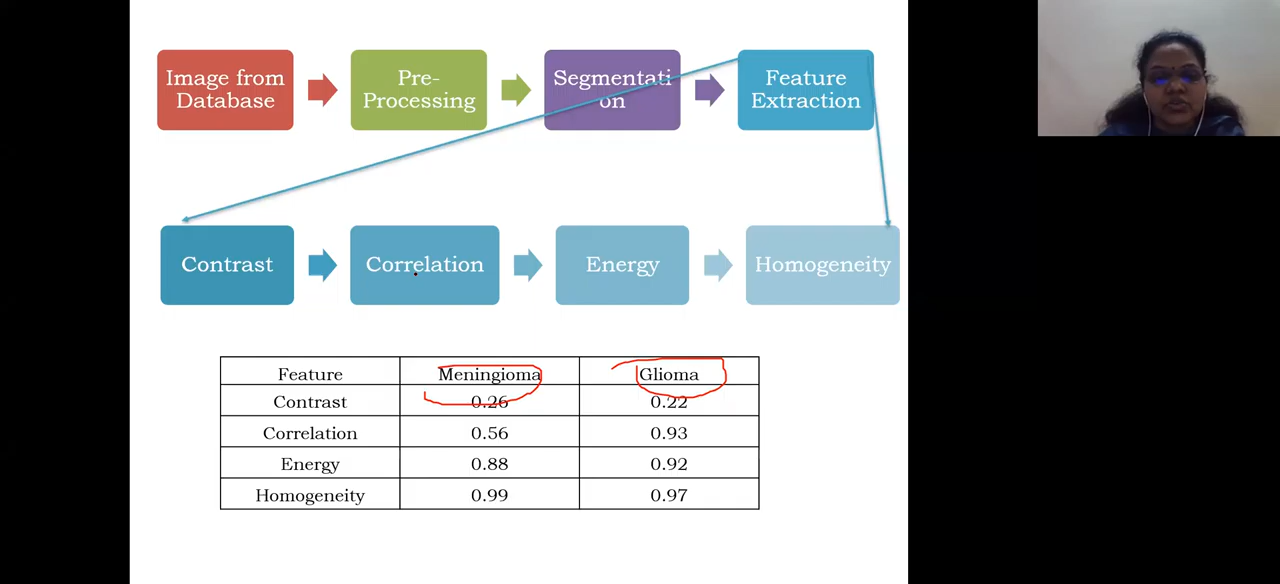 Image from
Database
Pre-
Processing
Segmentati
on
Feature
Extraction
Contrast
Correlation
Energy
Homogeneity
Feature Meningioma Glioma
Contrast 0.26 0.22
Correlation 0.56 0.93
Energy 0.88 0.92
Homogeneity 0.99 0.97